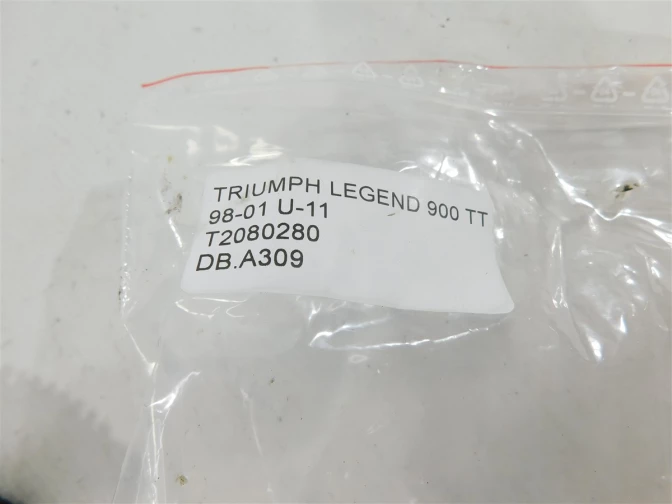 TRIUMPH LEGEND 900 TT
98-01 U-11
T2080280
DB.A309